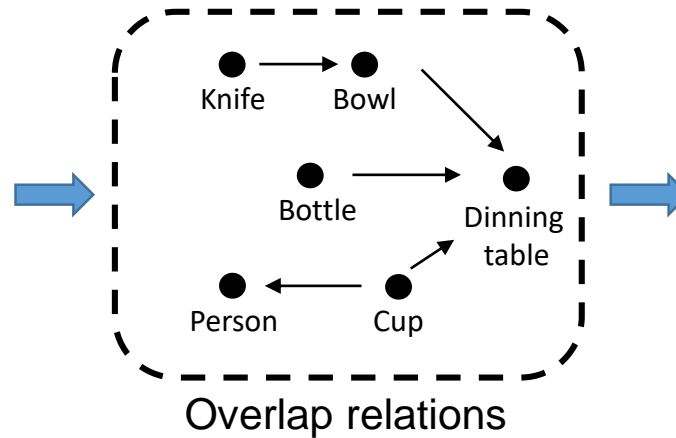 Knife
Bowl
Bottle
Dinning
table
Person
Cup
Overlap relations